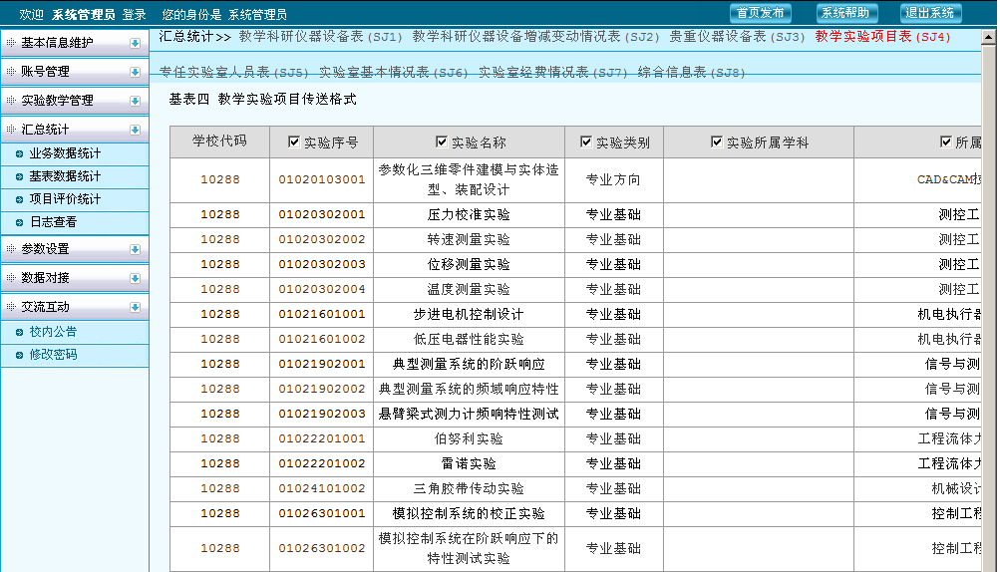 欢迎 系统管理员 登录 您的身份是 系统管理员 首页发布 系统帮助 退出系统
基本信息维护
账号管理
实验教学管理
汇总统计
业务数据统计
基表数据统计
项目评价统计
日志查看
参数设置
数据对接
交流互动
校内公告
修改密码
汇总统计>> 教学科研仪器设备表(SJ1) 教学科研仪器设备增减变动情况表(SJ2) 贵重仪器设备表(SJ3) 教学实验项目表(SJ4)
专任实验室人员表(SJ5) 实验室基本情况表(SJ6) 实验室经费情况表(SJ7) 综合信息表(SJ8)
基表四 教学实验项目传送格式
学校代码 实验序号 实验名称 实验类别 实验所属学科 所属
10288 01020103001 参数化三维零件建模与实体造型、装配设计 专业方向 CAD&CAM技
10288 01020302001 压力校准实验 专业基础 测控工
10288 01020302002 转速测量实验 专业基础 测控工
10288 01020302003 位移测量实验 专业基础 测控工
10288 01020302004 温度测量实验 专业基础 测控工
10288 01021601001 步进电机控制设计 专业基础 机电执行器
10288 01021601002 低压电器性能实验 专业基础 机电执行器
10288 01021902001 典型测量系统的阶跃响应 专业基础 信号与测
10288 01021902002 典型测量系统的频域响应特性 专业基础 信号与测
10288 01021902003 悬臂梁式测力计频响特性测试 专业基础 信号与测
10288 01022201001 伯努利实验 专业基础 工程流体力
10288 01022201002 雷诺实验 专业基础 工程流体力
10288 01024101002 三角胶带传动实验 专业基础 机械设计
10288 01026301001 模拟控制系统的校正实验 专业基础 控制工程
10288 01026301002 模拟控制系统在阶跃响应下的特性测试实验 专业基础 控制工程